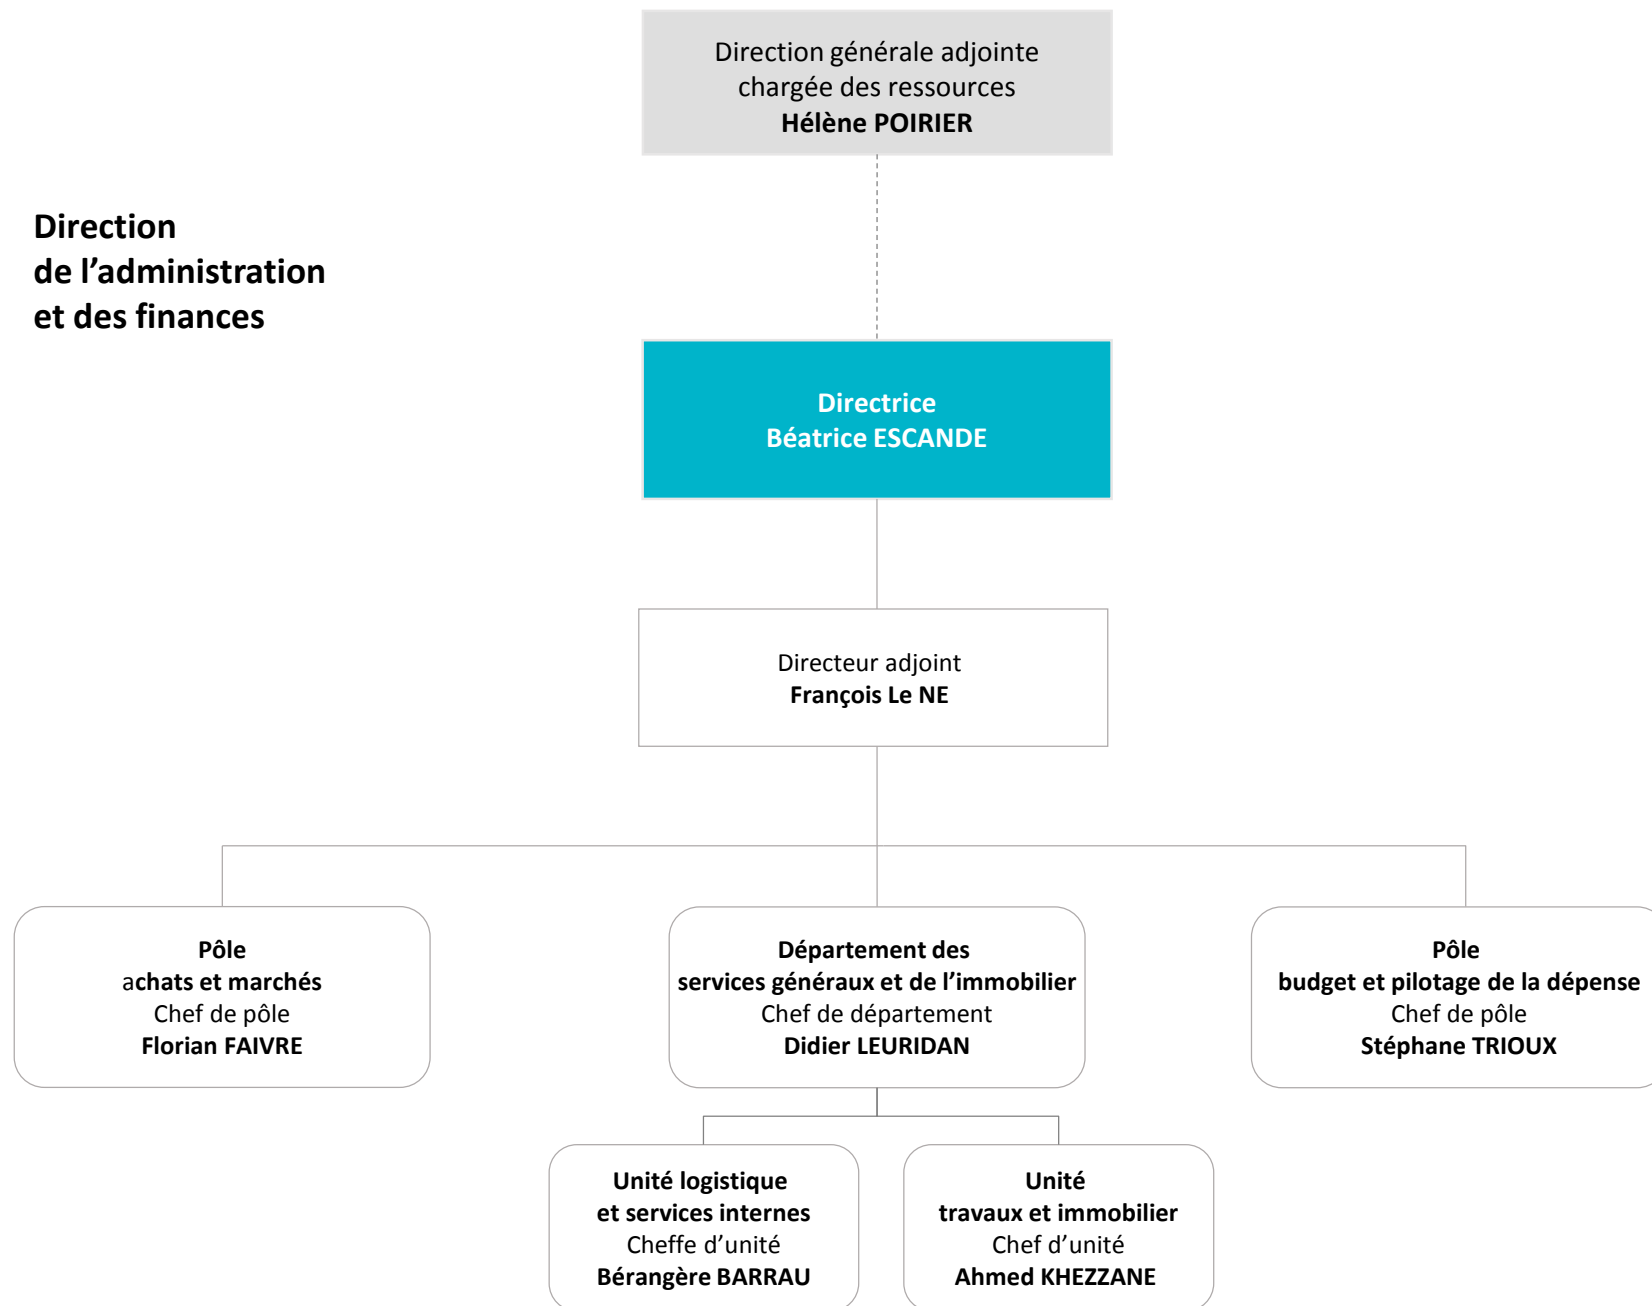 Direction générale adjointe
chargée des ressources
Hélène POIRIER
Direction
de l’administration
et des finances
Directrice
Béatrice ESCANDE
Directeur adjoint
François Le NE
Pôle
achats et marchés
Chef de pôle
Florian FAIVRE
Département des
services généraux et de l’immobilier
Chef de département
Didier LEURIDAN
Pôle
budget et pilotage de la dépense
Chef de pôle
Stéphane TRIOUX
Unité logistique
et services internes
Cheffe d’unité
Bérangère BARRAU
Unité
travaux et immobilier
Chef d’unité
Ahmed KHEZZANE